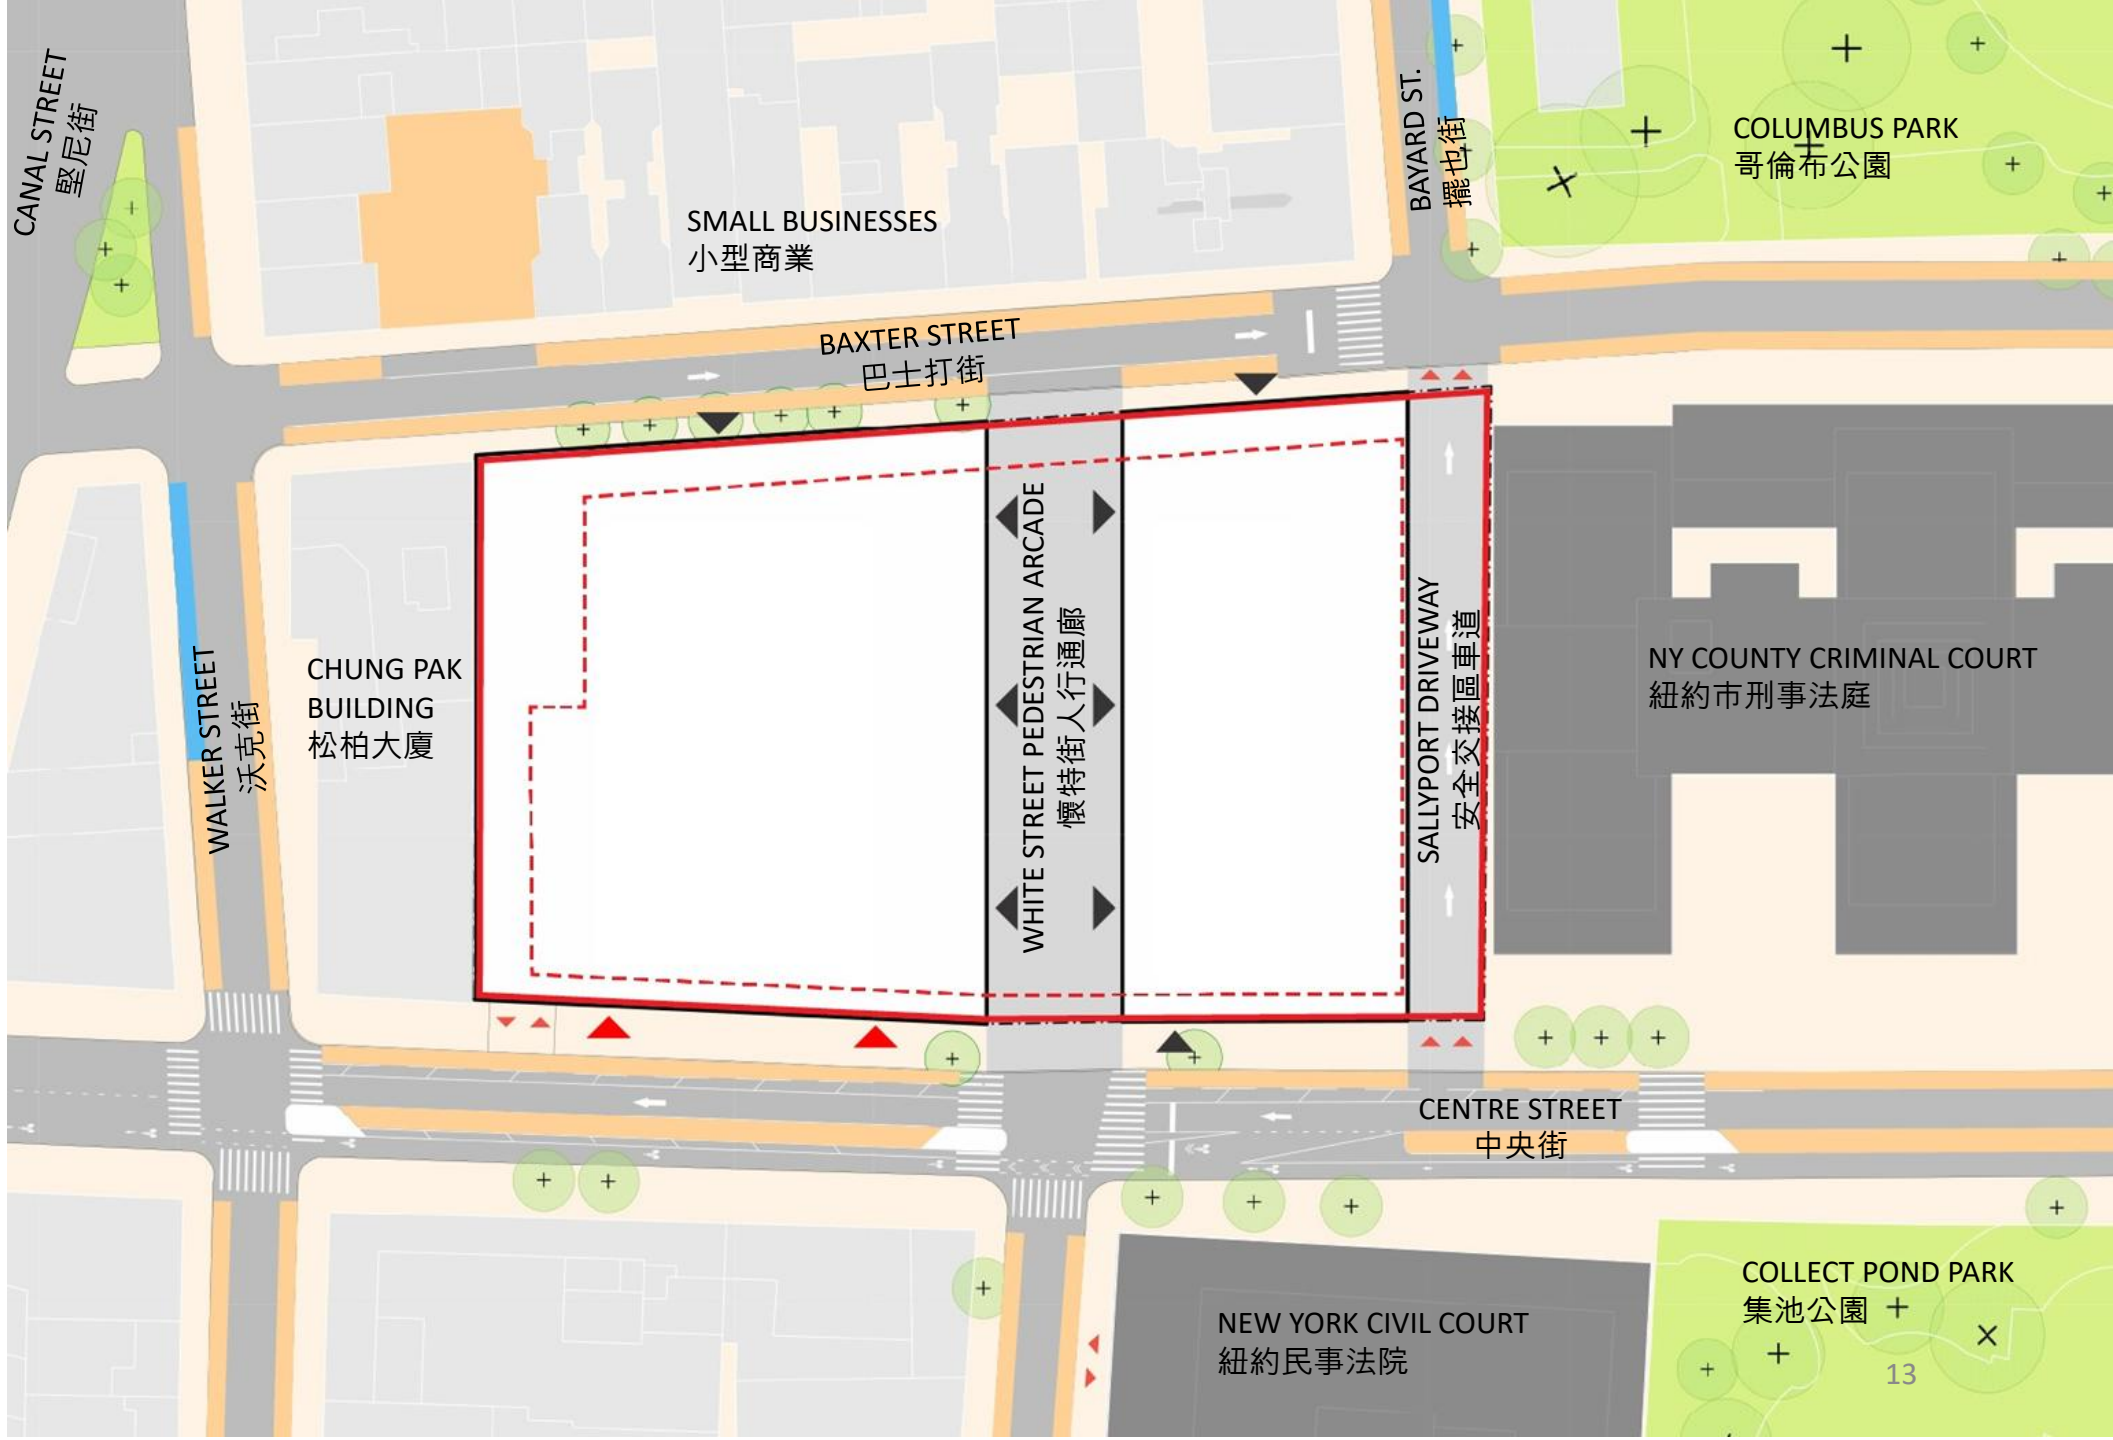 CANAL STREET
堅尼街
BAYARD ST.
擺乜街
COLUMBUS PARK
哥倫布公園
SMALL BUSINESSES
小型商業
BAXTER STREET
巴士打街
WALKER STREET
沃克街
CHUNG PAK
BUILDING
松柏大廈
WHITE STREET PEDESTRIAN ARCADE
懷特街人行通廊
SALLYPORT DRIVEWAY
安全交接區車道
NY COUNTY CRIMINAL COURT
紐約市刑事法庭
CENTRE STREET
中央街
NEW YORK CIVIL COURT
紐約民事法院
COLLECT POND PARK
集池公園
13